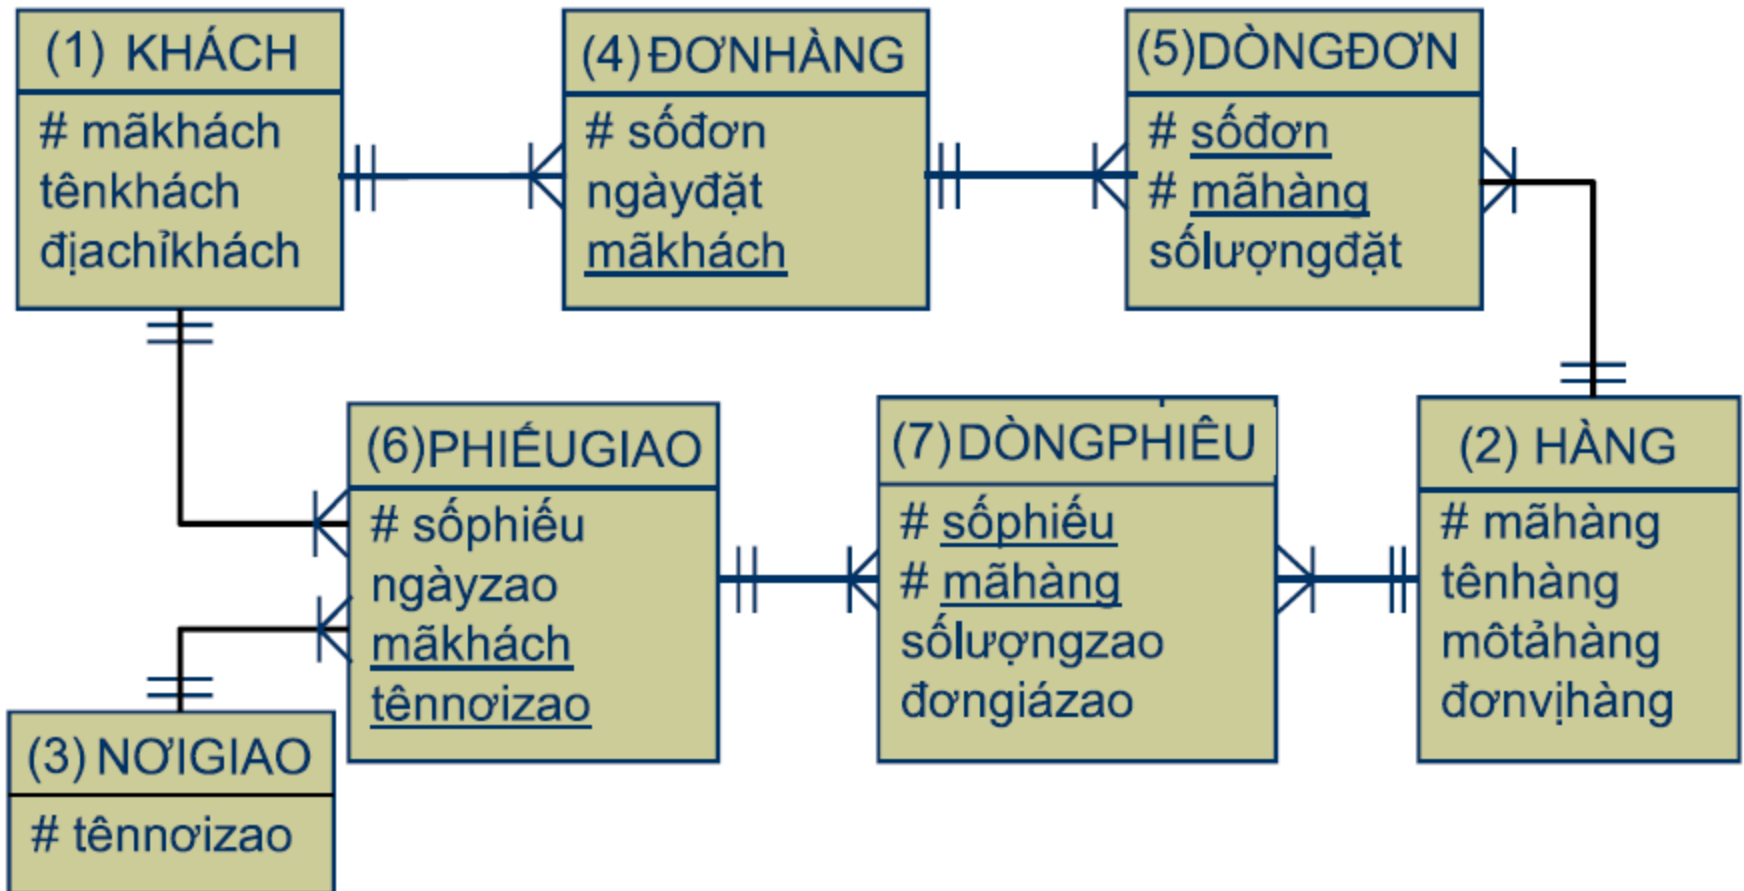 (1) KHÁCH
# mãkhách
tênkhách
địachỉkhách
(4) ĐƠNHÀNG
# sốđơn
ngàyđặt
mãkhách
(5)DÒNGĐƠN
# sốđơn
# mãhàng
sốlượngđặt
(6)PHIẾUGIAO
# sốphiếu
ngàyzao
mãkhách
tênnơizao
(7)DÒNGPHIÊU
# sốphiếu
# mãhàng
sốlượngzao
đơngiázao
(2) HÀNG
# mãhàng
tênhàng
môtảhàng
đơnvịhàng
(3) NƠIGIAO
# tênnơizao